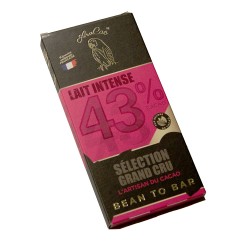 LAIT INTENSE
43%
SÉLECTION
GRAND CRU
L'ARTISAN DU CACAO
BEAN TO BAR